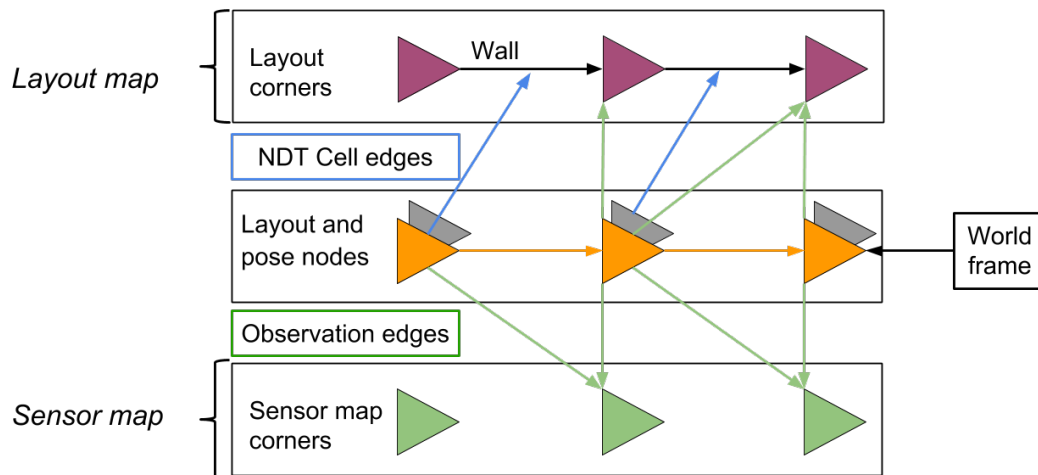 Layout map
Layout
corners
Wall
NDT Cell edges
Layout and
pose nodes
World
frame
Observation edges
Sensor map
Sensor map
corners